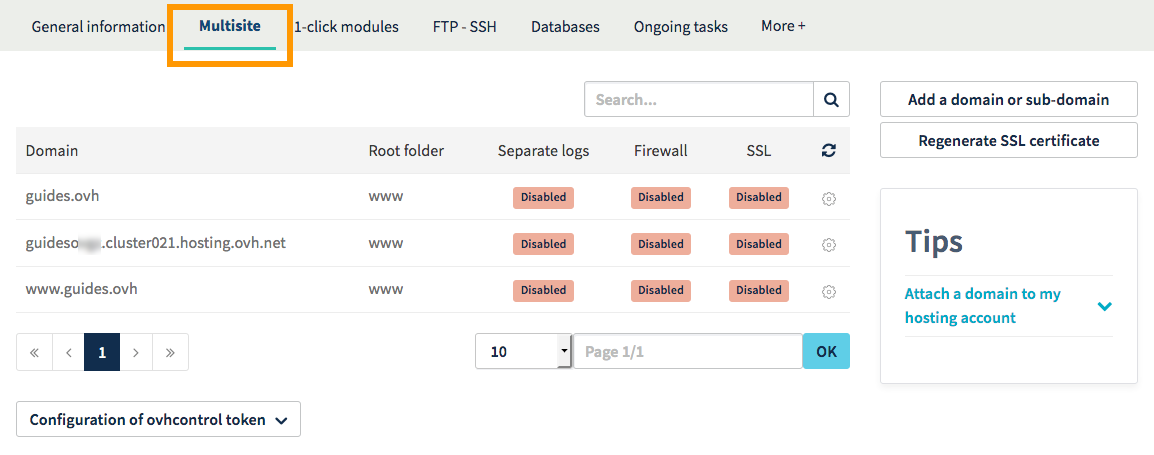 General information Multisite 1-click modules FTP - SSH Databases Ongoing tasks More +
Search...
Add a domain or sub-domain
Regenerate SSL certificate
Domain Root folder Separate logs Firewall SSL
guides.ovh www Disabled Disabled Disabled
guideso .cluster021.hosting.ovh.net www Disabled Disabled Disabled
www.guides.ovh www Disabled Disabled Disabled
« ‹ 1 › »
10 Page 1/1 OK
Configuration of ovhcontrol token
Tips
Attach a domain to my
hosting account